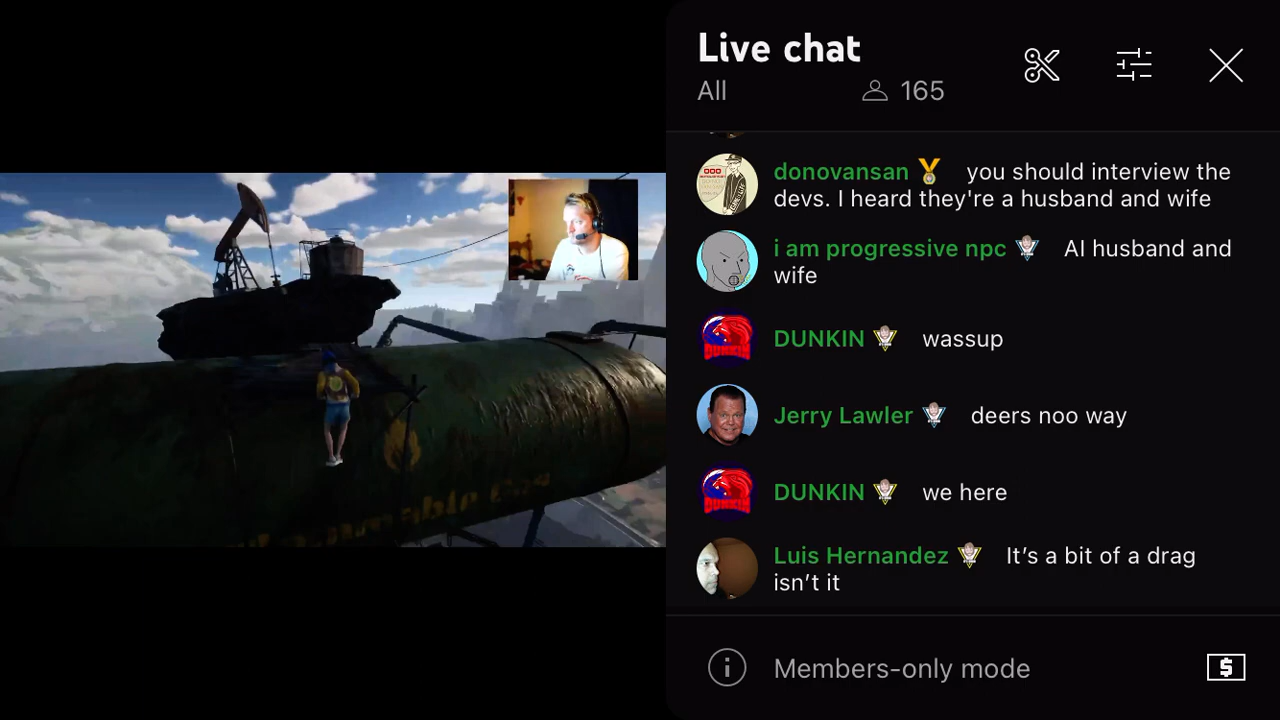 Live chat
All 165
donovansan you should interview the
devs. I heard they're a husband and wife
i am progressive npc AI husband and
wife
DUNKIN wassup
Jerry Lawler deers noo way
DUNKIN we here
Luis Hernandez It’s a bit of a drag
isn’t it
Members-only mode
DUNKIN
DUNKIN